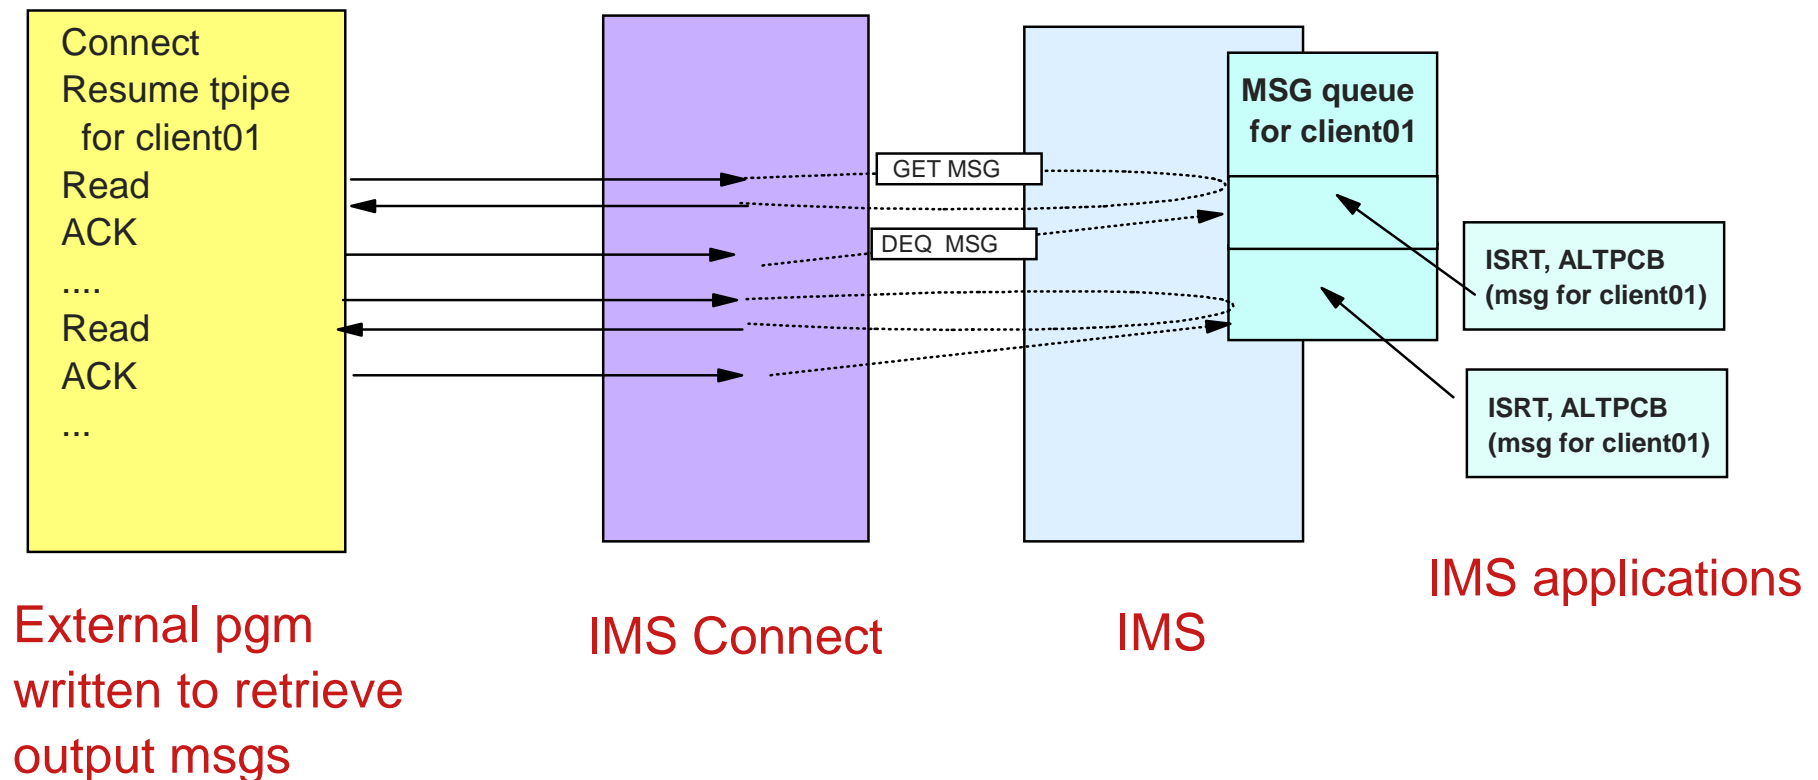 Connect
Resume tpipe
for client01
Read
ACK
....
Read
ACK
...
GET MSG
DEQ MSG
MSG queue
for client01
ISRT, ALTPCB
(msg for client01)
ISRT, ALTPCB
(msg for client01)
External pgm
written to retrieve
output msgs
IMS Connect
IMS
IMS applications